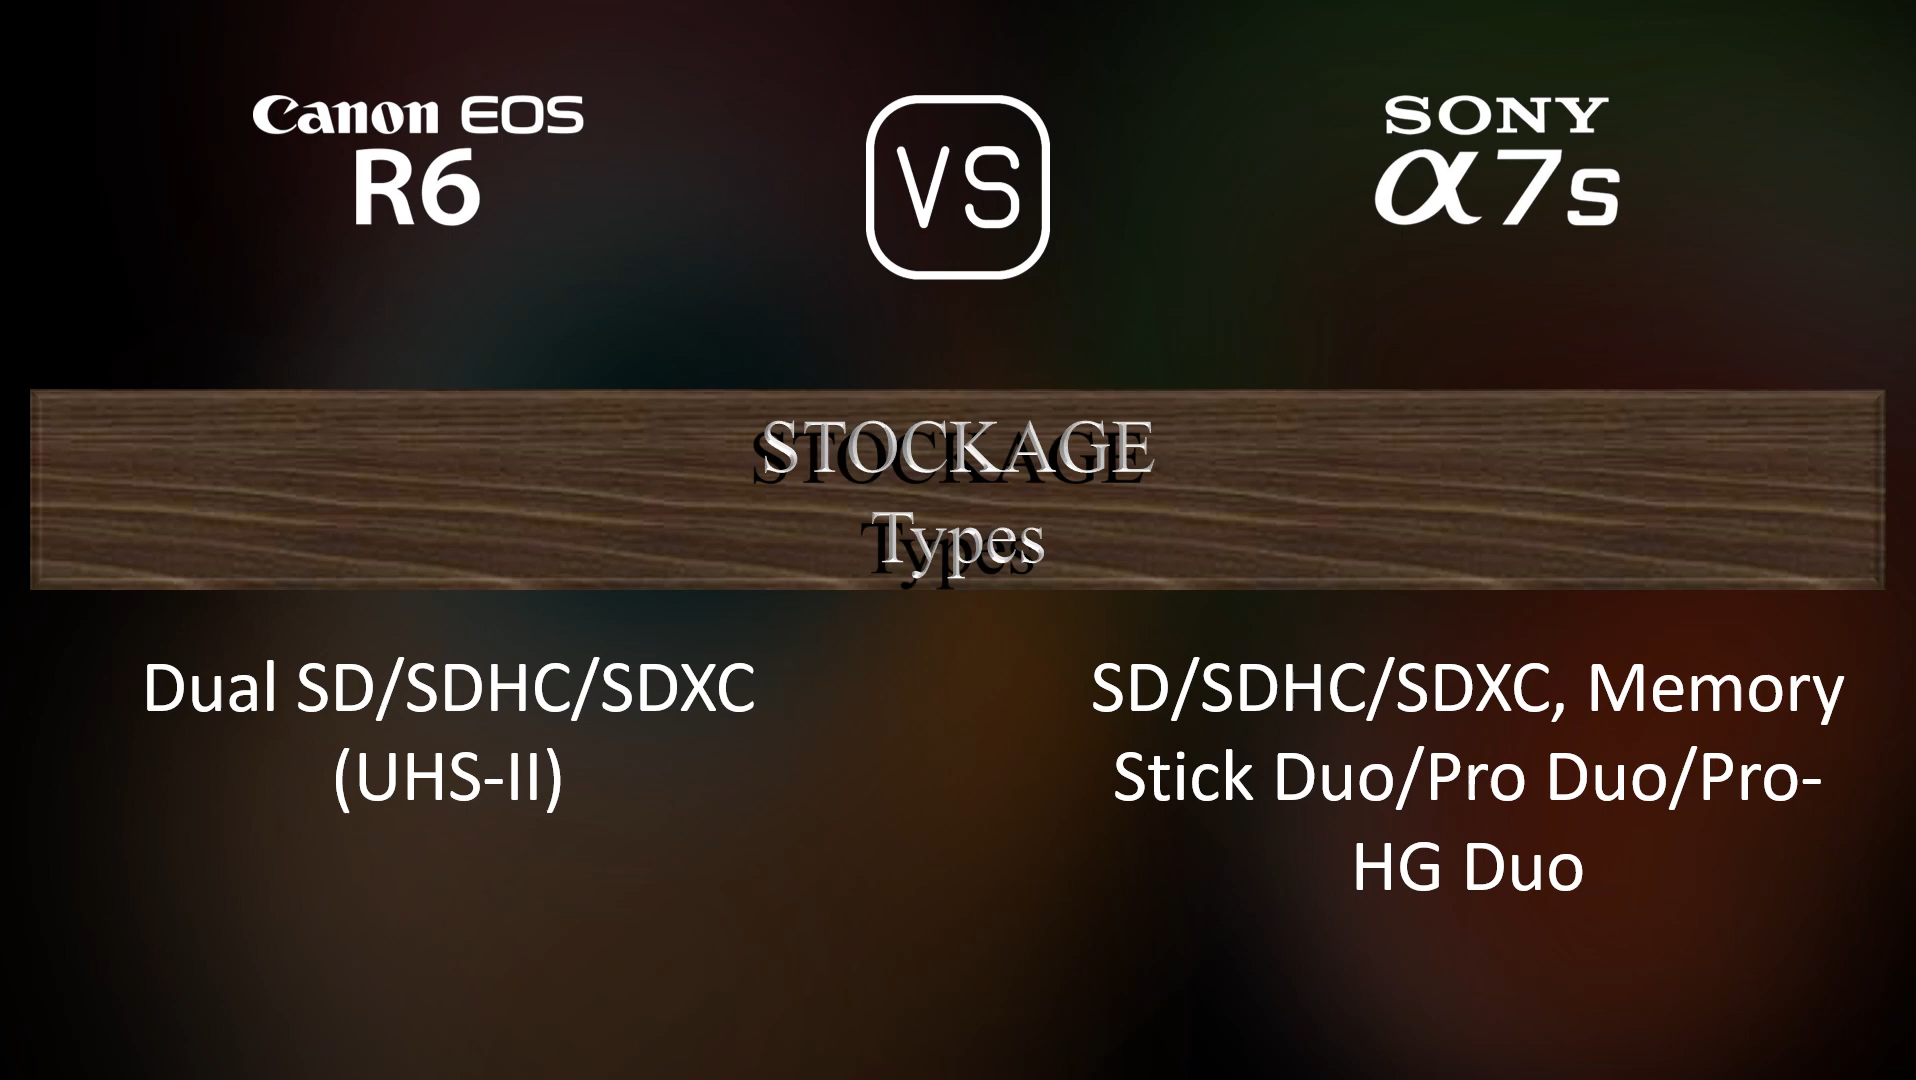 Canon EOS
R6
VS
SONY
α7s
STOCKAGE
Types
Dual SD/SDHC/SDXC
(UHS-II)
SD/SDHC/SDXC, Memory
Stick Duo/Pro Duo/Pro-
HG Duo